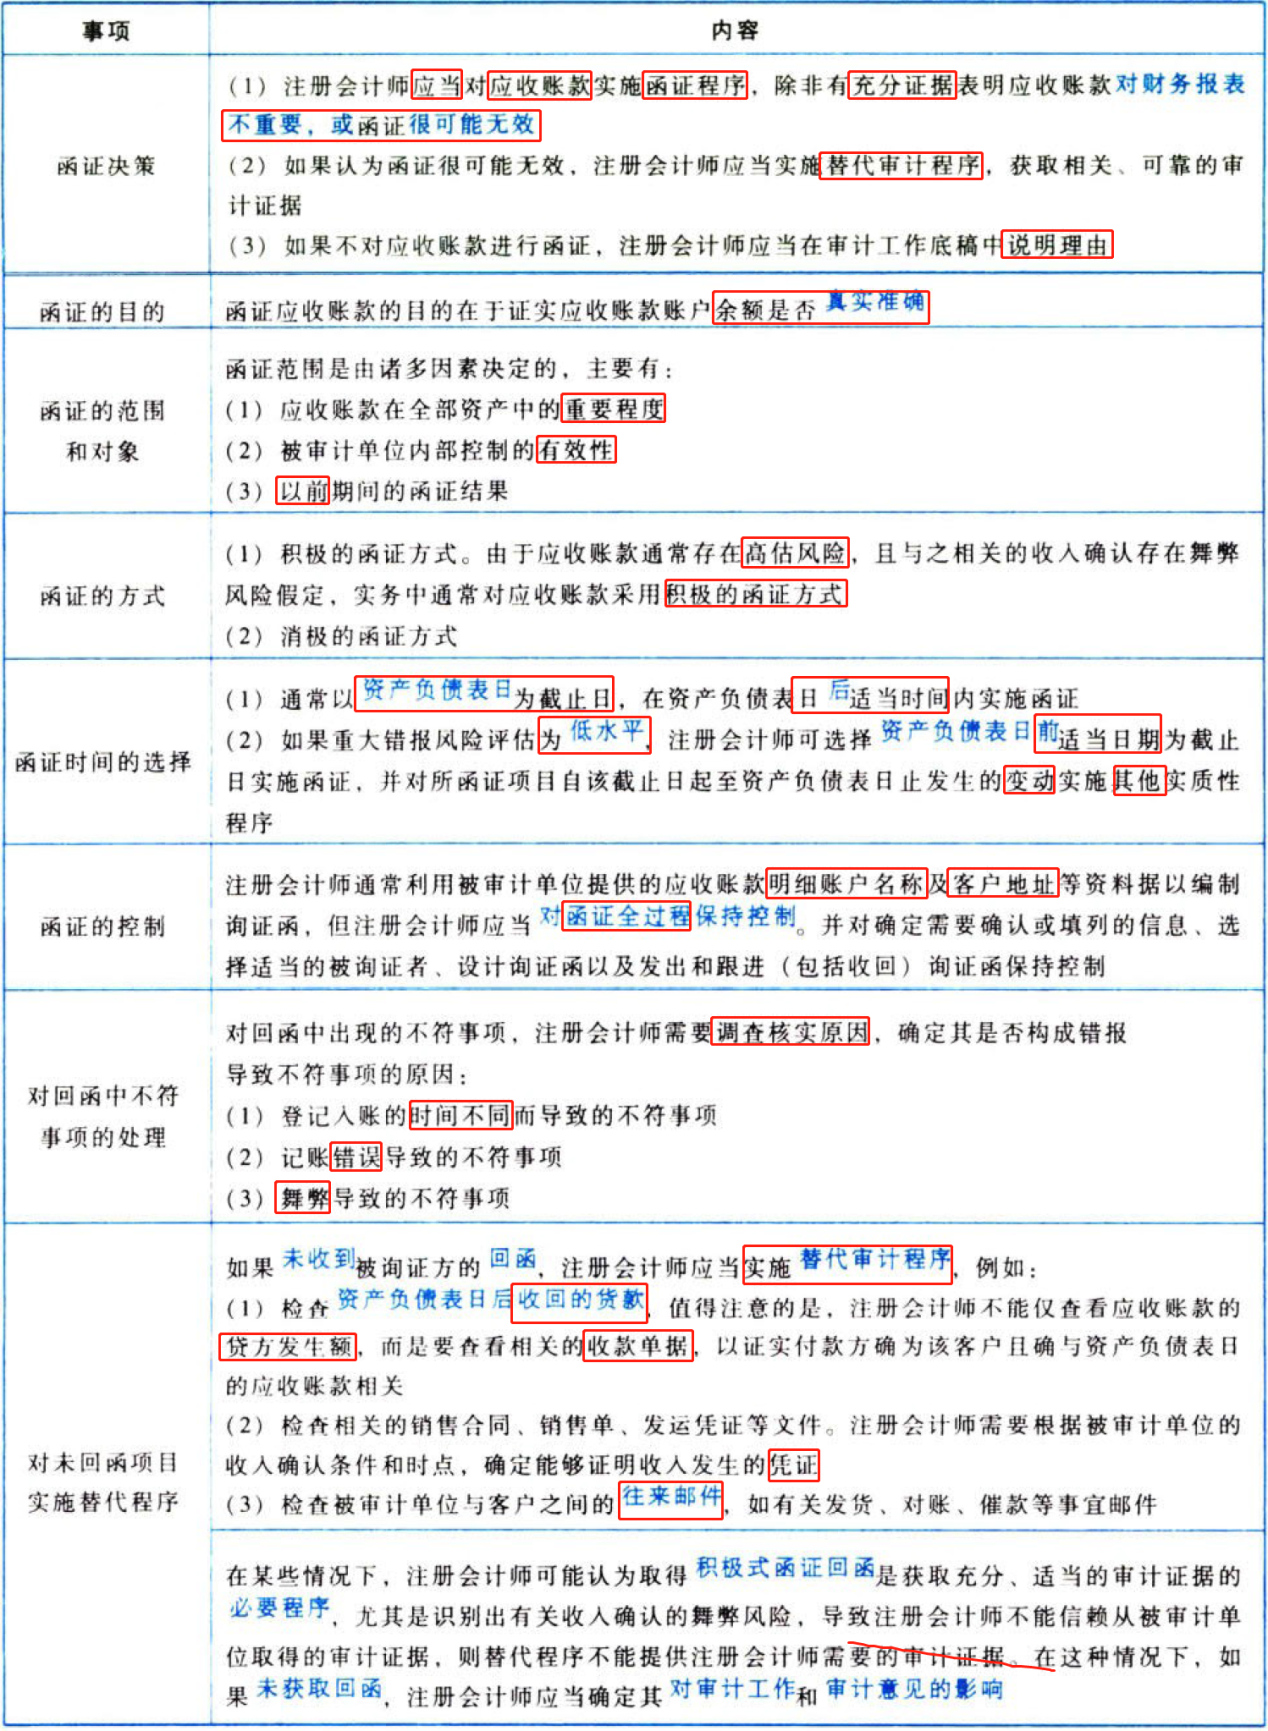 事项
内容
函证决策
(1) 注册会计师应当对应收账款实施函证程序，除非有充分证据表明应收账款对财务报表
不重要，或函证很可能无效
(2) 如果认为函证很可能无效，注册会计师应当实施替代审计程序，获取相关、可靠的审
计证据
(3) 如果不对应收账款进行函证，注册会计师应当在审计工作底稿中说明理由
函证的目的
函证应收账款的目的在于证实应收账款账户余额是否真实准确
函证的范围
和对象
函证范围是由诸多因素决定的，主要有：
(1) 应收账款在全部资产中的重要程度
(2) 被审计单位内部控制的有效性
(3) 以前期间的函证结果
函证的方式
(1) 积极的函证方式。由于应收账款通常存在高估风险，且与之相关的收入确认存在舞弊
风险假定，实务中通常对应收账款采用积极的函证方式
(2) 消极的函证方式
函证时间的选择
(1) 通常以资产负债表日为截止日，在资产负债表日后适当时间内实施函证
(2) 如果重大错报风险评估为低水平，注册会计师可选择资产负债表日前适当日期为截止
日实施函证，并对所函证项目自该截止日起至资产负债表日止发生的变动实施其他实质性
程序
函证的控制
注册会计师通常利用被审计单位提供的应收账款明细账户名称及客户地址等资料据以编制
询证函，但注册会计师应当对函证全过程保持控制。并对确定需要确认或填列的信息、选
择适当的被询证者、设计询证函以及发出和跟进（包括收回）询证函保持控制
对回函中不符
事项的处理
对回函中出现的不符事项，注册会计师需要调查核实原因，确定其是否构成错报
导致不符事项的原因：
(1) 登记入账的时间不同而导致的不符事项
(2) 记账错误导致的不符事项
(3) 舞弊导致的不符事项
对未回函项目
实施替代程序
如果未收到被询证方的回函，注册会计师应当实施替代审计程序，例如：
(1) 检查资产负债表日后收回的货款，值得注意的是，注册会计师不能仅查看应收账款的
贷方发生额，而是要查看相关的收款单据，以证实付款方确为该客户且确与资产负债表日
的应收账款相关
(2) 检查相关的销售合同、销售单、发运凭证等文件。注册会计师需要根据被审计单位的
收入确认条件和时点，确定能够证明收入发生的凭证
(3) 检查被审计单位与客户之间的往来邮件，如有关发货、对账、催款等事宜邮件
在某些情况下，注册会计师可能认为取得积极式函证回函是获取充分、适当的审计证据的
必要程序，尤其是识别出有关收入确认的舞弊风险，导致注册会计师不能信赖从被审计单
位取得的审计证据，则替代程序不能提供注册会计师需要的审计证据。在这种情况下，如
果未获取回函，注册会计师应当确定其对审计工作和审计意见的影响